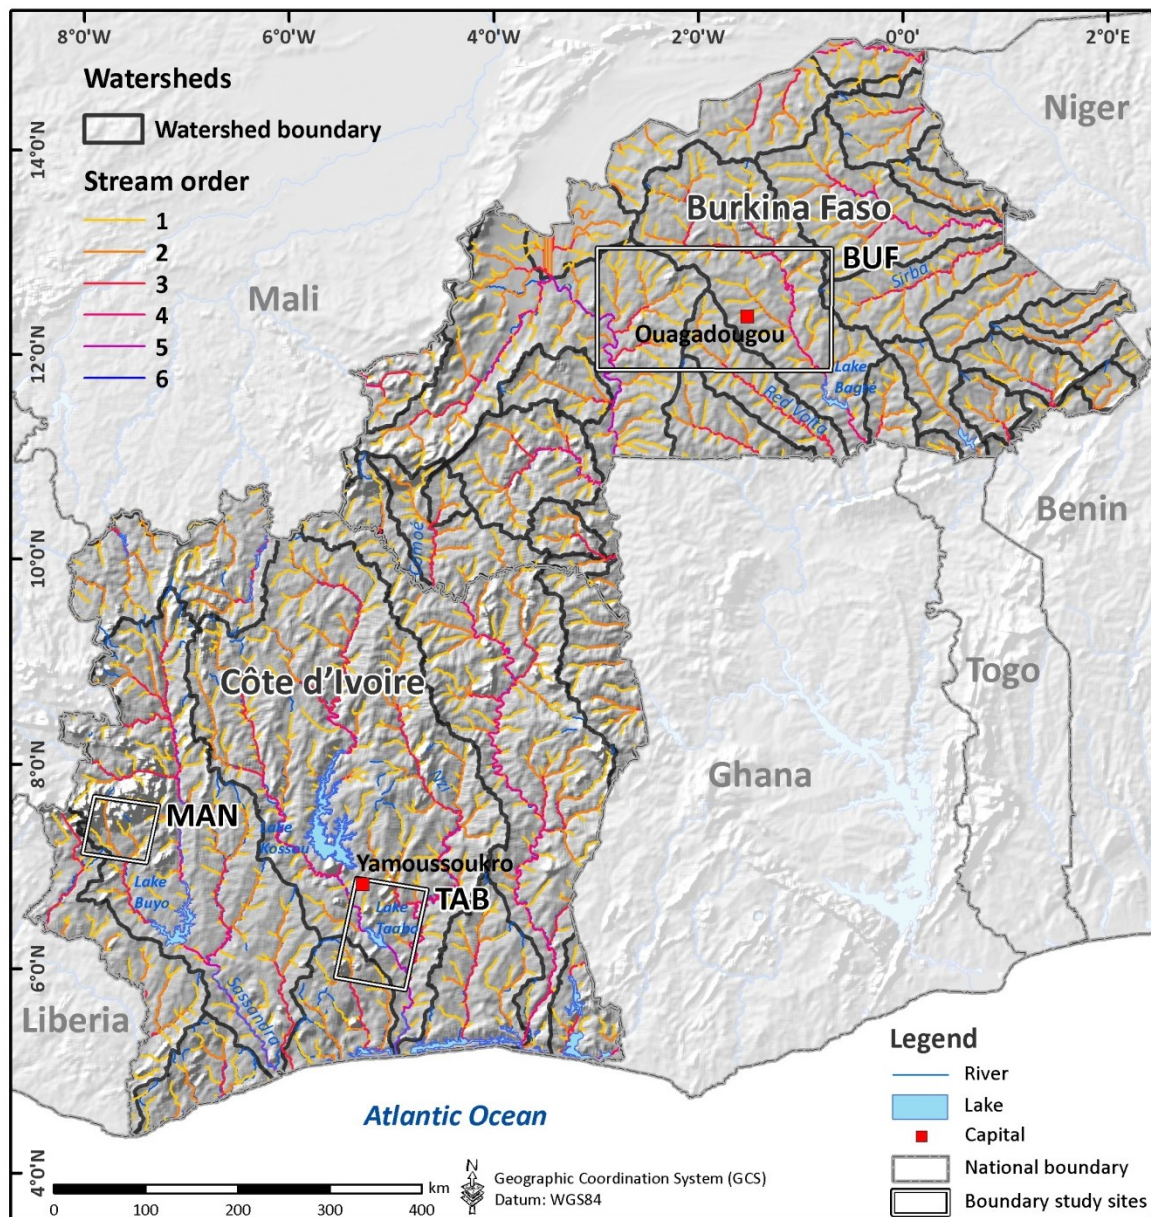 8°0'W
6°0'W
4°0'W
2°0'W
0°0'
2°0'E
Watersheds
Watershed boundary
Stream order
1
2
3
4
5
6
14°0'N
12°0'N
10°0'N
8°0'N
6°0'N
4°0'N
Niger
Burkina Faso
BUF
Sirba
Mali
Ouagadougou
Lake
Bagré
Red Volta
Benin
Comoé
Togo
Côte d'Ivoire
Ghana
Nzi
MAN
Lake
Kossou
Yamoussoukro
TAB
Lake
Buyo
Lake
Taabo
Sassandra
Liberia
Atlantic Ocean
Legend
River
Lake
Capital
National boundary
Boundary study sites
0
100
200
300
400
km
N
Geographic Coordination System (GCS)
Datum: WGS84